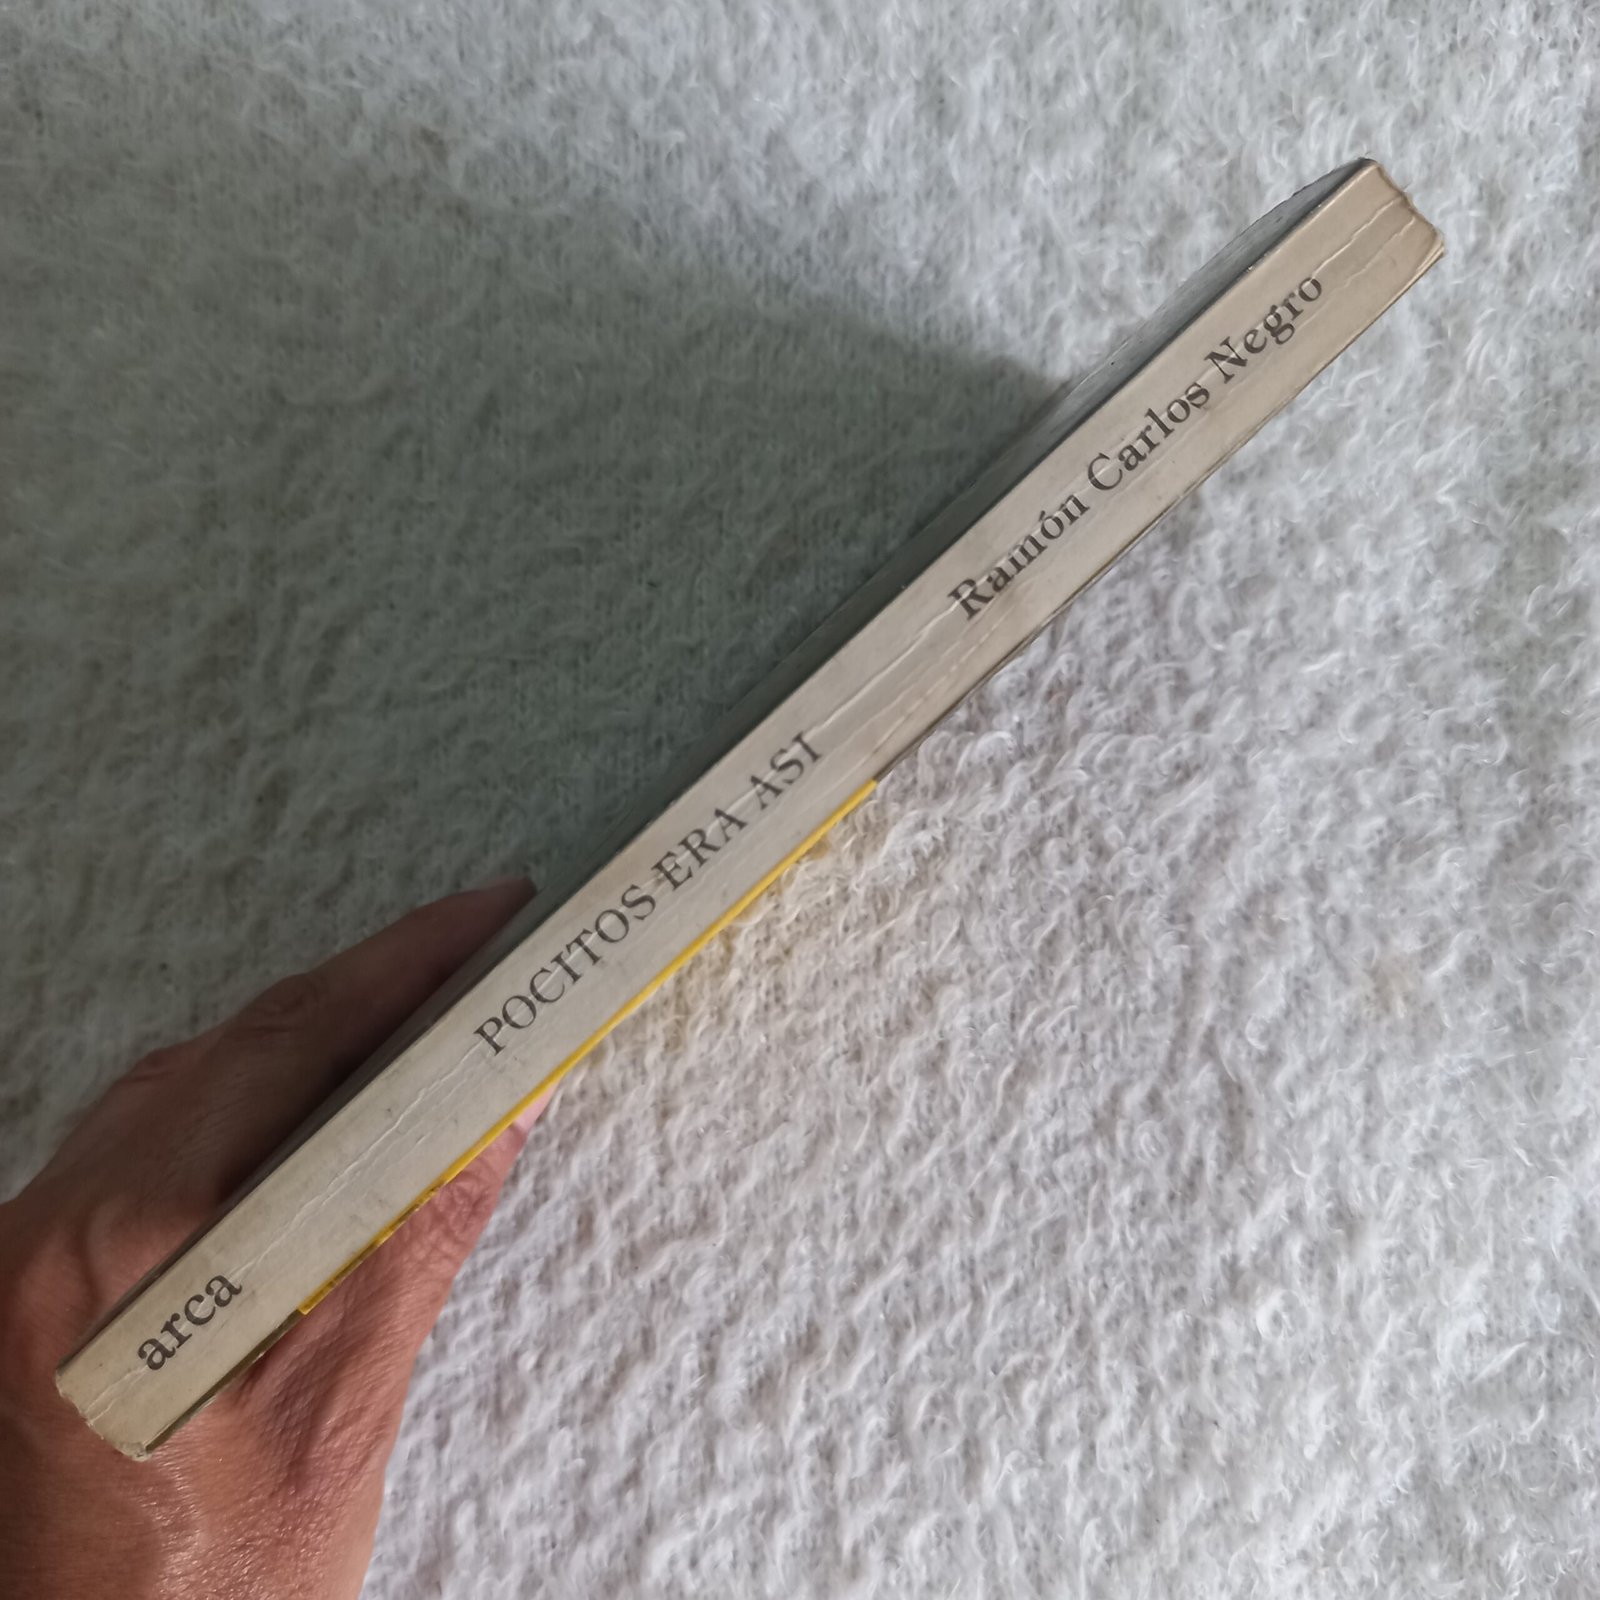 arca
POCITOS ERA ASI
Ramón Carlos Negro